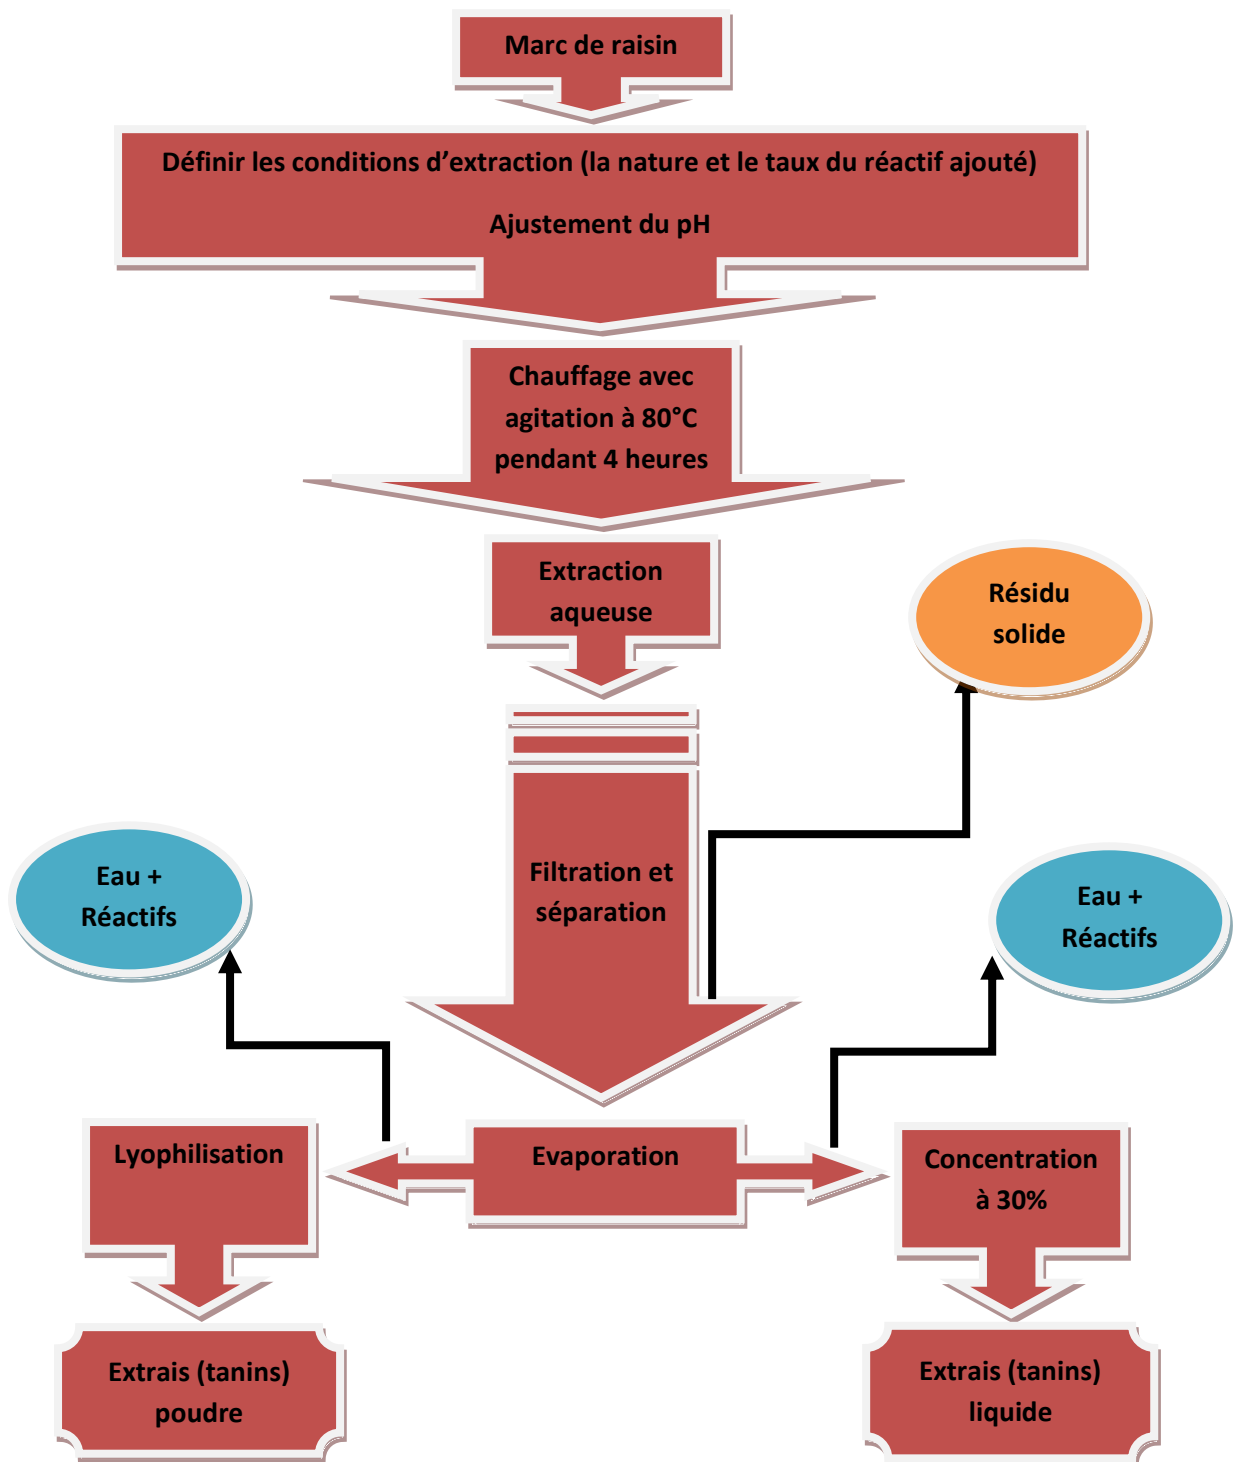 Marc de raisin
Définir les conditions d’extraction (la nature et le taux du réactif ajouté)
Ajustement du pH
Chauffage avec
agitation à 80°C
pendant 4 heures
Extraction
aqueuse
Résidu
solide
Filtration et
séparation
Eau +
Réactifs
Eau +
Réactifs
Lyophilisation
Evaporation
Concentration
à 30%
Extrais (tanins)
poudre
Extrais (tanins)
liquide